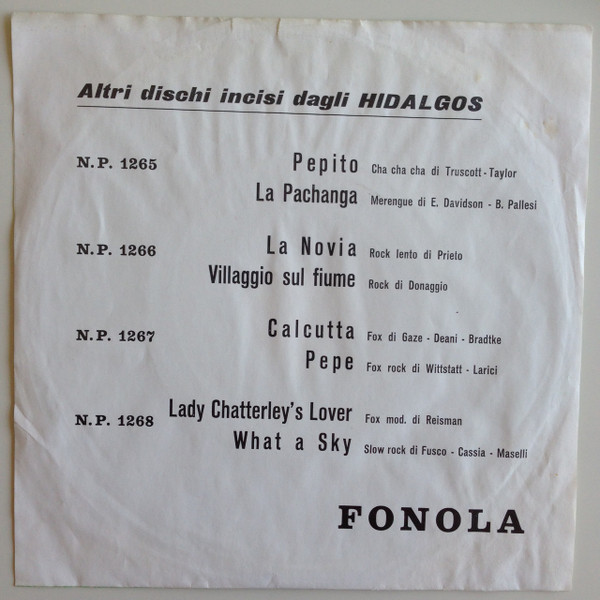 Altri dischi incisi dagli HIDALGOS
N.P. 1265 Pepito Cha cha cha di Truscott - Taylor
La Pachanga Merengue di E. Davidson - B. Pallesi
N.P. 1266 La Novia Rock lento di Prieto
Villaggio sul fiume Rock di Donaggio
N.P. 1267 Calcutta Fox di Gaze - Deani - Bradtke
Pepe Fox rock di Wittstatt - Larici
N.P. 1268 Lady Chatterley's Lover Fox mod. di Reisman
What a Sky Slow rock di Fusco - Cassia - Maselli
FONOLA